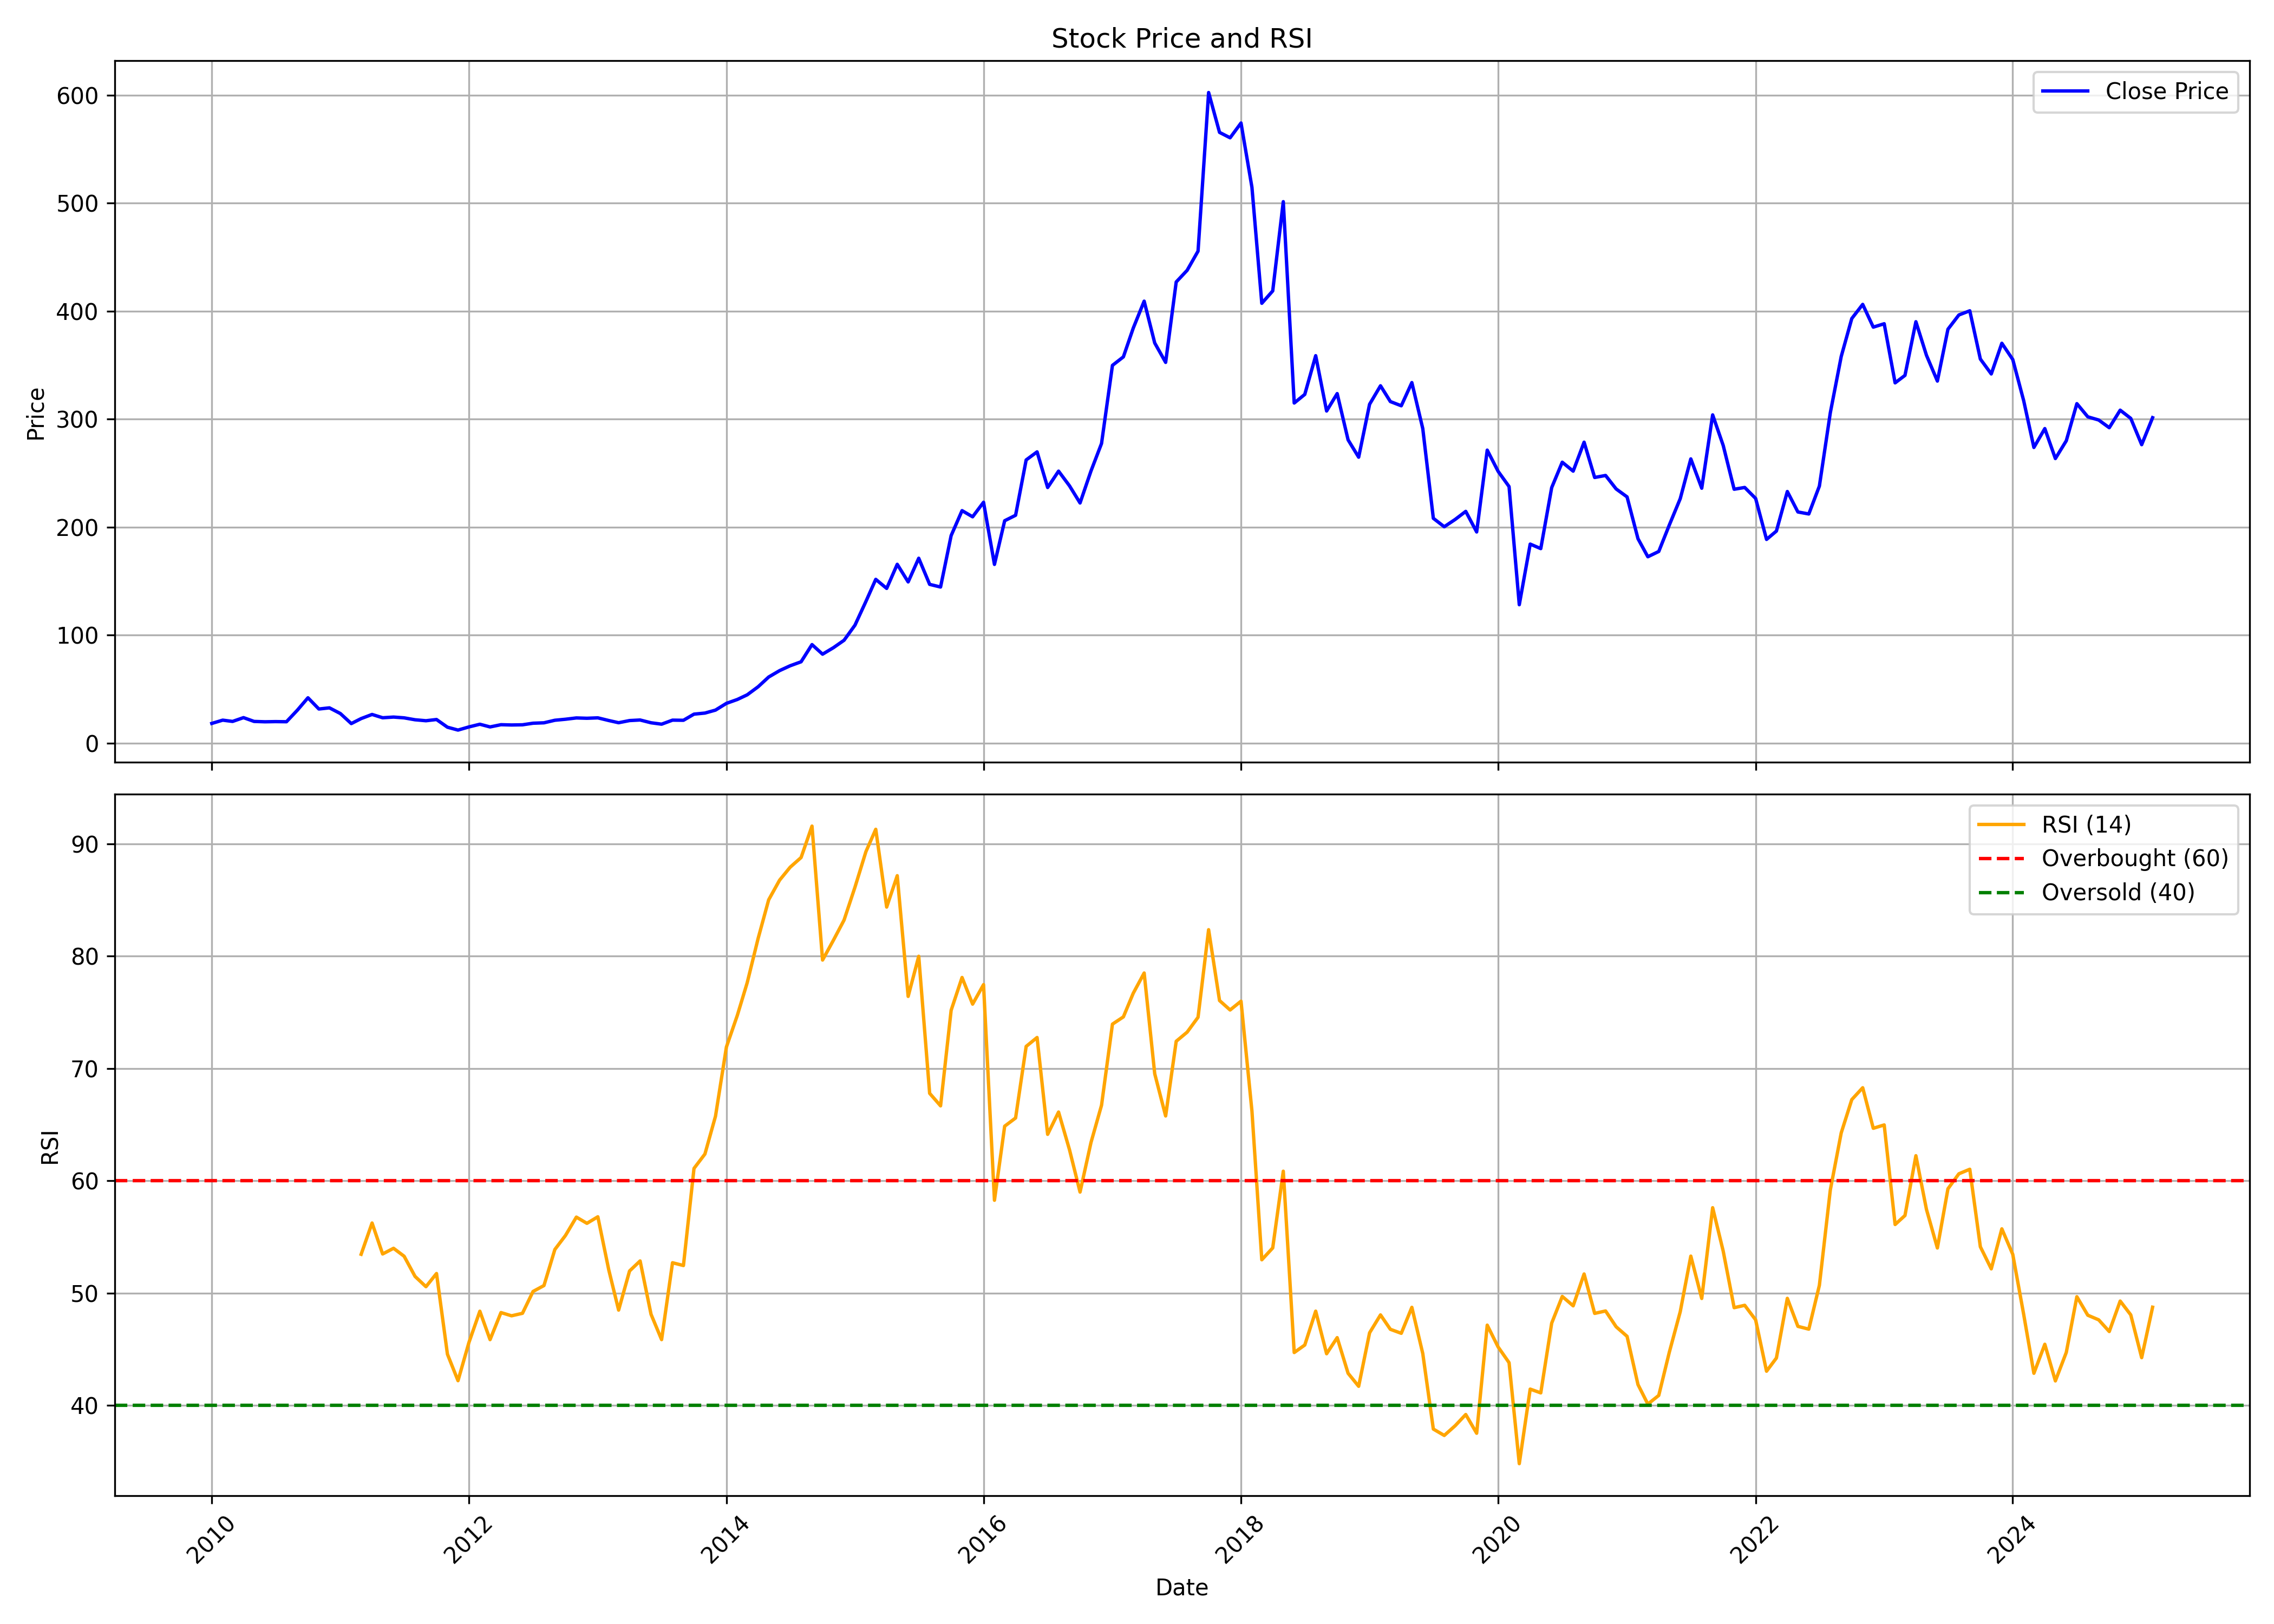 Stock Price and RSI
600
500
400
300
200
100
0
Price
Close Price
90
80
70
60
50
40
RSI
RSI (14)
Overbought (60)
Oversold (40)
2010
2012
2014
2016
2018
2020
2022
2024
Date